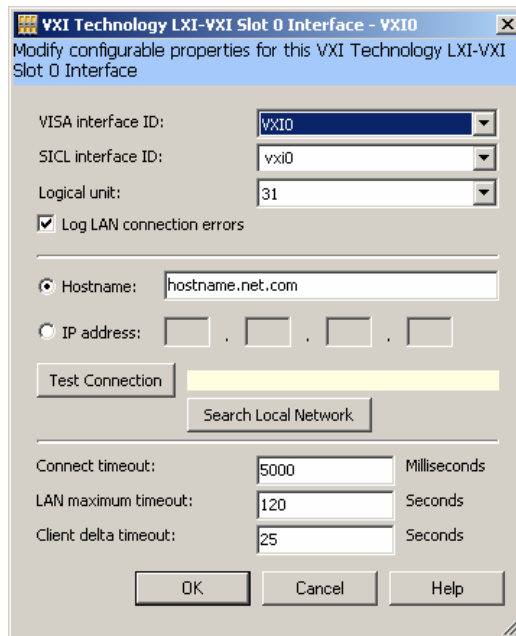 VXI Technology LXI-VXI Slot 0 Interface - VXI0
Modify configurable properties for this VXI Technology LXI-VXI
Slot 0 Interface
VISA interface ID: VXI0
SICL interface ID: vxi0
Logical unit: 31
Log LAN connection errors
Hostname: hostname.net.com
IP address: . . .
Test Connection
Search Local Network
Connect timeout: 5000 Milliseconds
LAN maximum timeout: 120 Seconds
Client delta timeout: 25 Seconds
OK Cancel Help